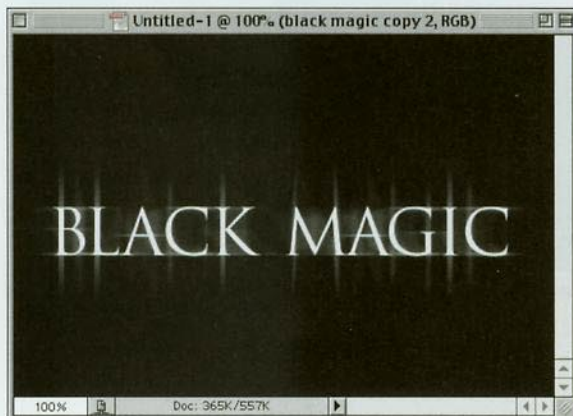 Untitled-1 @ 100% (black magic copy 2, RGB)
BLACK MAGIC
100%
Doc: 365K/557K